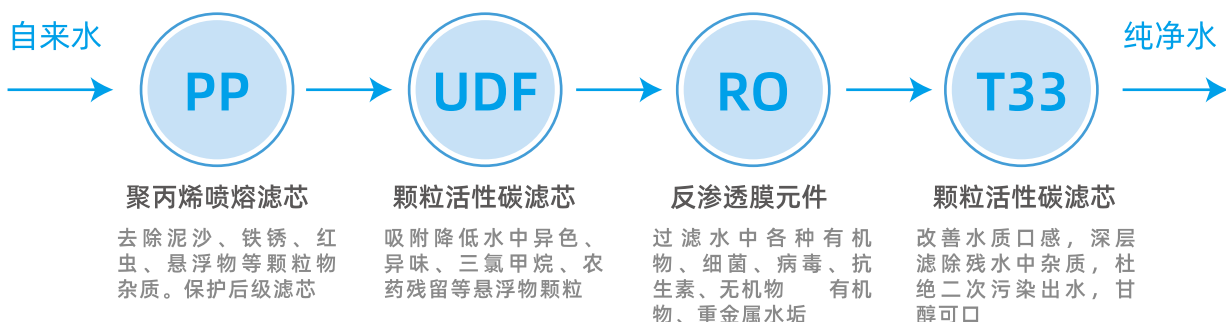 自来水
纯净水
PP
UDF
RO
T33
聚丙烯喷熔滤芯
颗粒活性碳滤芯
反渗透膜元件
颗粒活性碳滤芯
去除泥沙、铁锈、红
虫、悬浮物等颗粒物
杂质。保护后级滤芯
吸附降低水中异色、
异味、三氯甲烷、农
药残留等悬浮物颗粒
过滤水中各种有机
物、细菌、病毒、抗
生素、无机物　有机
物、重金属水垢
改善水质口感，深层
滤除残水中杂质，杜
绝二次污染出水，甘
醇可口